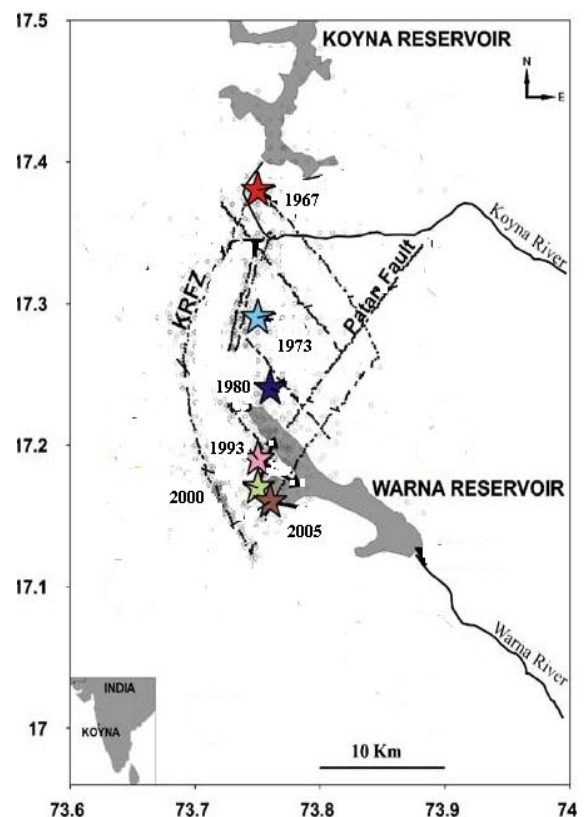 17.5
KOYNA RESERVOIR
N
E
17.4
1967
Koyna River
KRFZ
Patan Fault
17.3
1973
1980
17.2
1993
2000
WARNA RESERVOIR
2005
17.1
Warna River
INDIA
KOYNA
17
10 Km
73.6
73.7
73.8
73.9
74